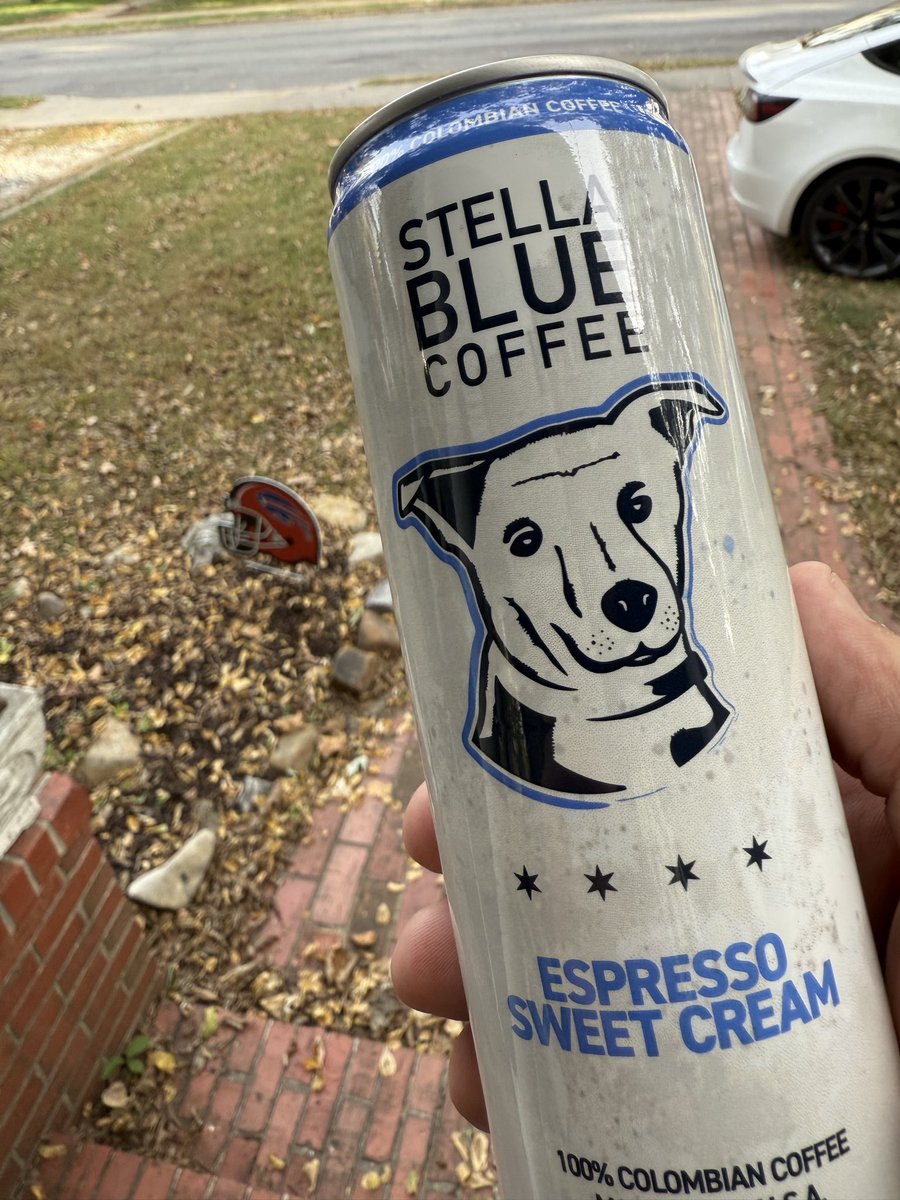 COLOMBIAN COFFEE
STELLA
BLUE
COFFEE
ESPRESSO
SWEET CREAM
100% COLOMBIAN COFFEE